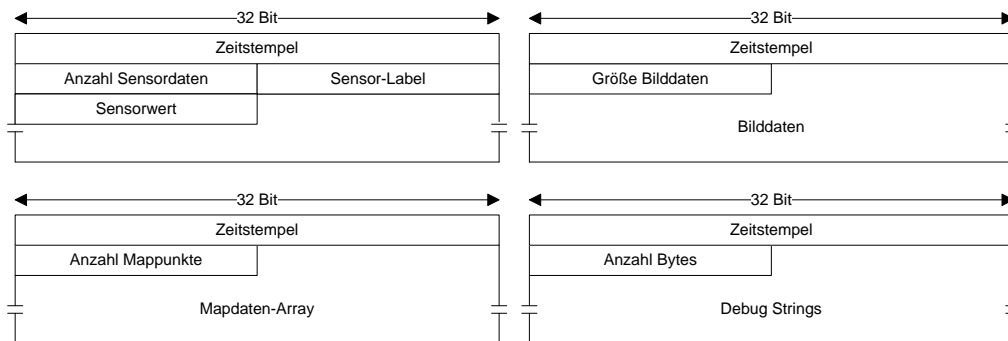 32 Bit
Zeitstempel
Anzahl Sensordaten
Sensor-Label
Sensorwert
32 Bit
Zeitstempel
Größe Bilddaten
Bilddaten
32 Bit
Zeitstempel
Anzahl Mappunkte
Mapdaten-Array
32 Bit
Zeitstempel
Anzahl Bytes
Debug Strings